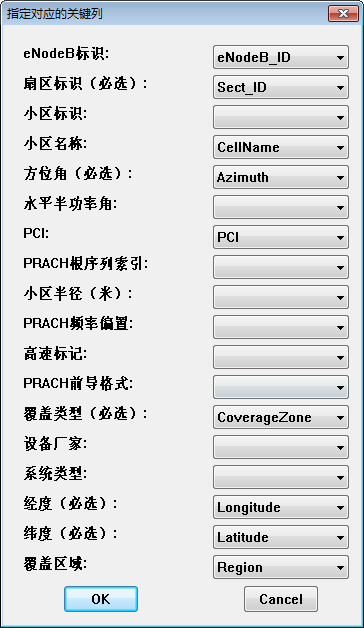 指定对应的关键列
eNodeB标识: eNodeB_ID
扇区标识（必选）: Sect_ID
小区标识:
小区名称: CellName
方位角（必选）: Azimuth
水平半功率角:
PCI: PCI
PRACH根序列索引:
小区半径（米）:
PRACH频率偏置:
高速标记:
PRACH前导格式:
覆盖类型（必选）: CoverageZone
设备厂家:
系统类型:
经度（必选）: Longitude
纬度（必选）: Latitude
覆盖区域: Region
OK Cancel